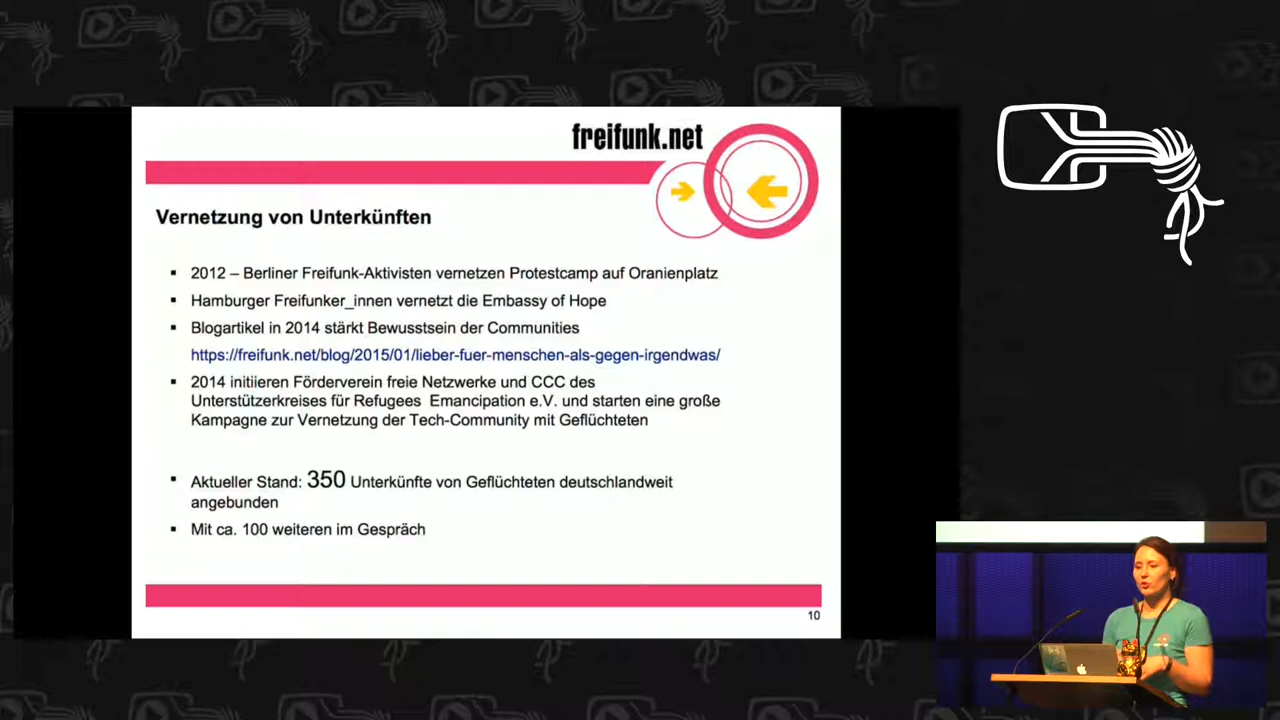 freifunk.net
Vernetzung von Unterkünften
▪ 2012 – Berliner Freifunk-Aktivisten vernetzen Protestcamp auf Oranienplatz
▪ Hamburger Freifunker_innen vernetzt die Embassy of Hope
▪ Blogartikel in 2014 stärkt Bewusstsein der Communities
https://freifunk.net/blog/2015/01/lieber-fuer-menschen-als-gegen-irgendwas/
▪ 2014 initiieren Förderverein freie Netzwerke und CCC des
Unterstützerkreises für Refugees Emancipation e.V. und starten eine große
Kampagne zur Vernetzung der Tech-Community mit Geflüchteten
▪ Aktueller Stand: 350 Unterkünfte von Geflüchteten deutschlandweit
angebunden
▪ Mit ca. 100 weiteren im Gespräch
10